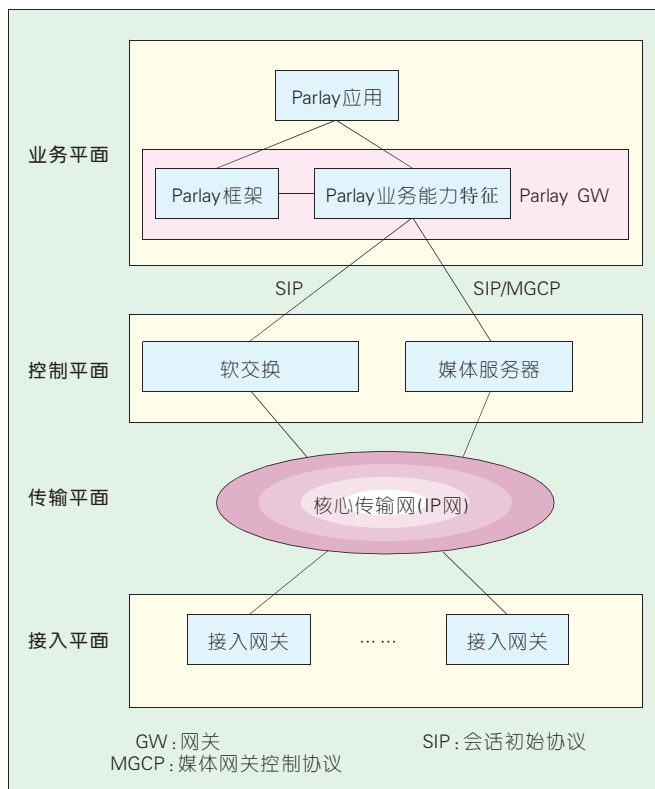 Parlay应用
业务平面
Parlay框架
Parlay业务能力特征
Parlay GW
SIP
SIP/MGCP
控制平面
软交换
媒体服务器
传输平面
核心传输网(IP网)
接入平面
接入网关
……
接入网关
GW:网关
SIP:会话初始协议
MGCP:媒体网关控制协议